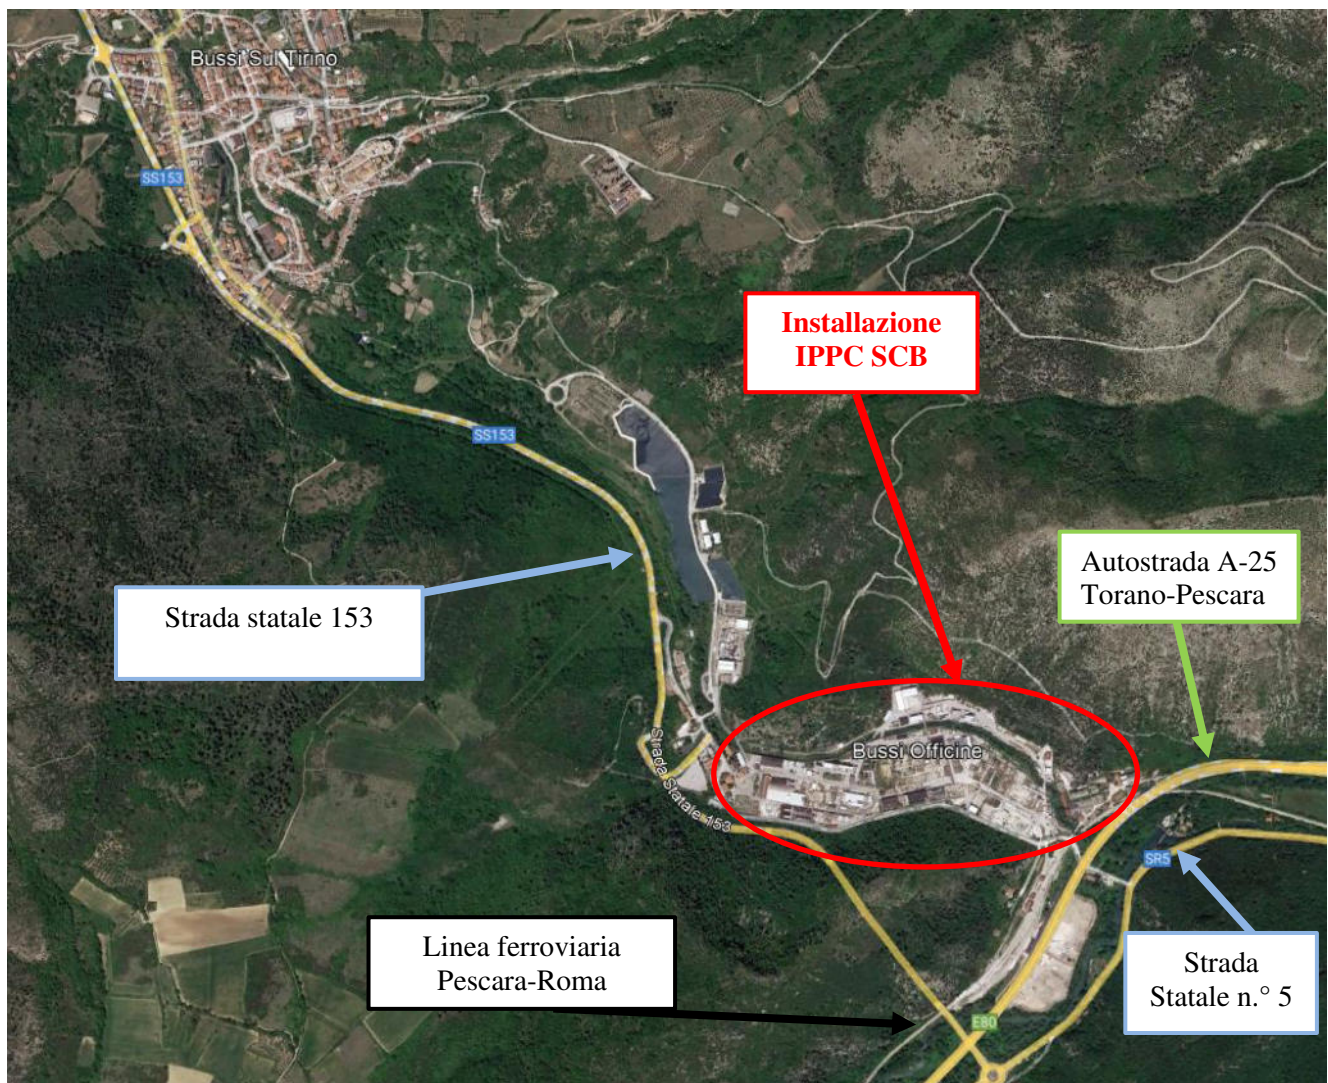 Bussi Sul Tirino
SS153
Installazione
IPPC SCB
SS153
Autostrada A-25
Torano-Pescara
Strada statale 153
Bussi Officine
Strada Statale 153
SR5
Linea ferroviaria
Pescara-Roma
Strada
Statale n.° 5
E80